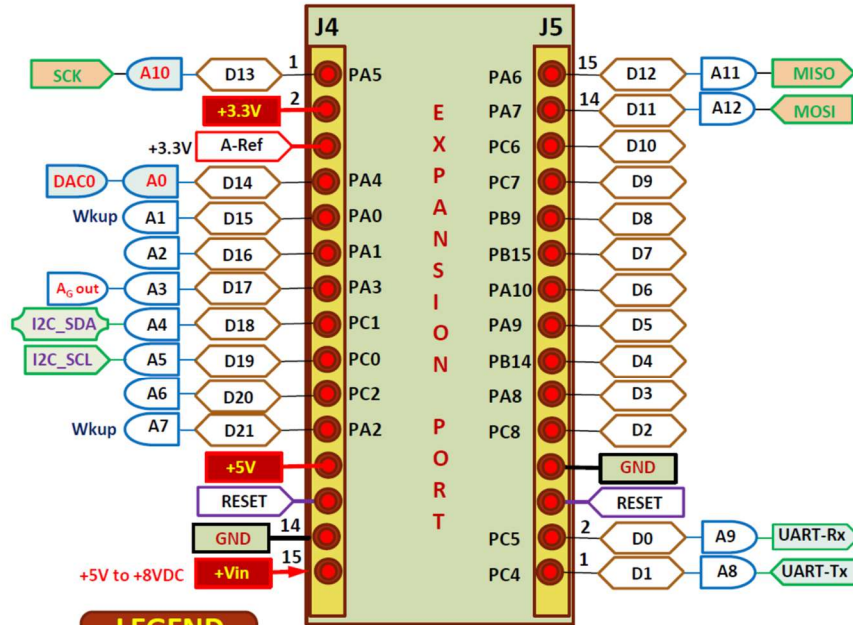 J4 J5
SCK A10 D13 1 PA5 PA6 15 D12 A11 MISO
+3.3V 2 PA7 14 D11 A12 MOSI
+3.3V A-Ref PC6 D10
DAC0 A0 D14 PA4 PC7 D9
Wkup A1 D15 PA0 PB9 D8
A2 D16 PA1 PB15 D7
AG out A3 D17 PA3 PA10 D6
I2C_SDA A4 D18 PC1 PA9 D5
I2C_SCL A5 D19 PC0 PB14 D4
A6 D20 PC2 PA8 D3
Wkup A7 D21 PA2 PC8 D2
+5V GND
RESET RESET
GND 14 PC5 2 D0 A9 UART-Rx
+5V to +8VDC +Vin 15 PC4 1 D1 A8 UART-Tx
EXPANSION PORT
LEGEND